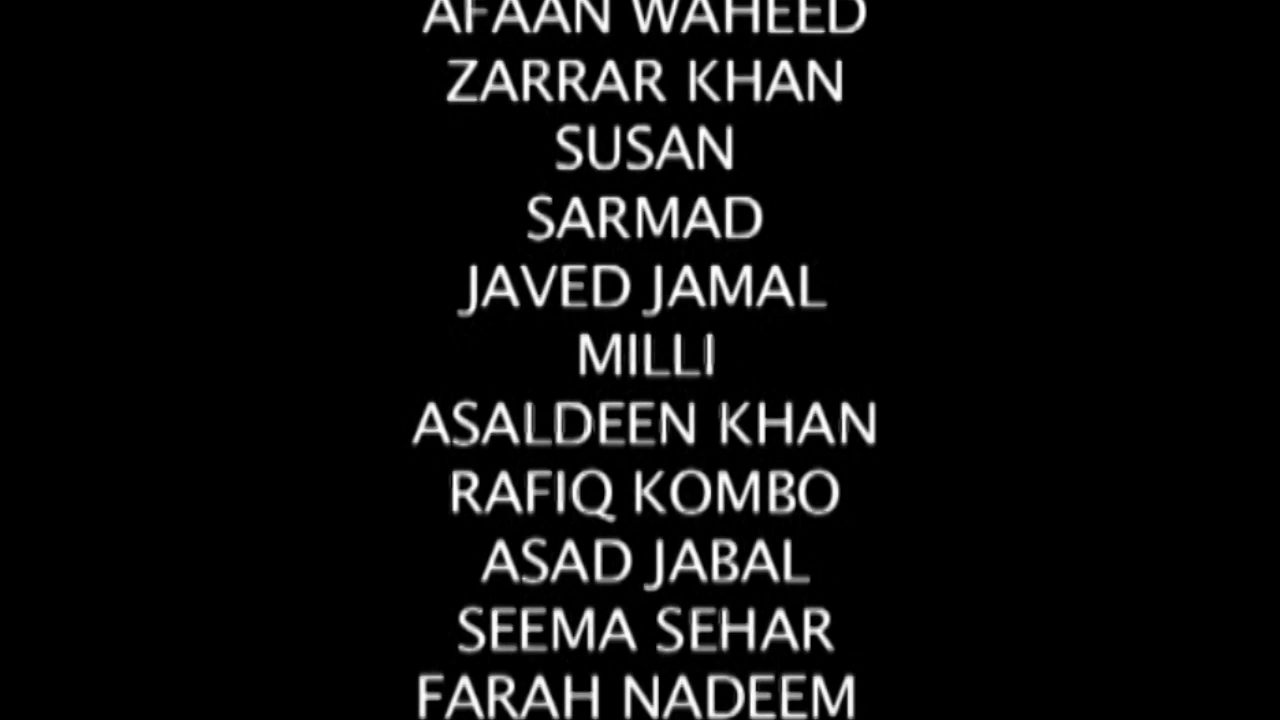 AFAAN WAHEED
ZARRAR KHAN
SUSAN
SARMAD
JAVED JAMAL
MILLI
ASALDEEN KHAN
RAFIQ KOMBO
ASAD JABAL
SEEMA SEHAR
FARAH NADEEM